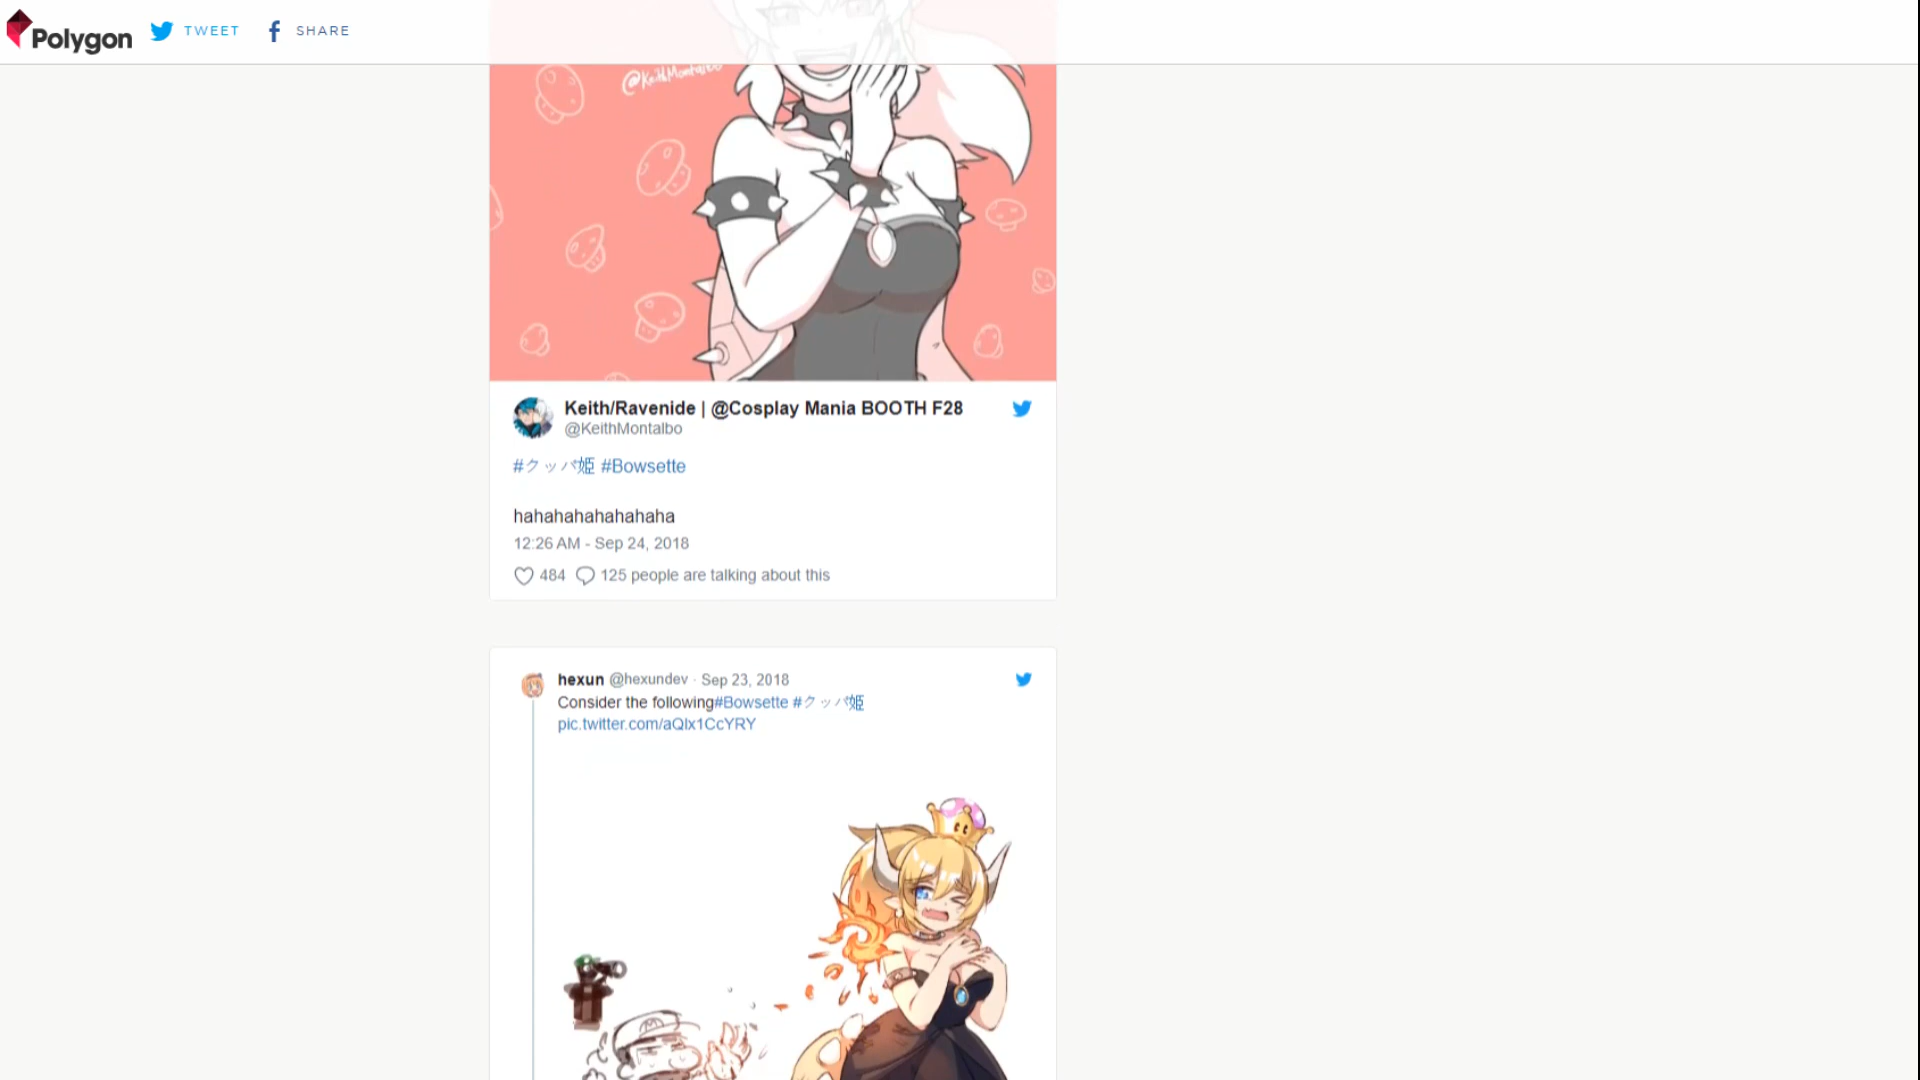 Polygon TWEET SHARE
@KeithMontalbo
Keith/Ravenide | @Cosplay Mania BOOTH F28
@KeithMontalbo
#クッパ姫 #Bowsette
hahahahahahahaha
12:26 AM - Sep 24, 2018
484 125 people are talking about this
hexun @hexundev · Sep 23, 2018
Consider the following#Bowsette #クッパ姫
pic.twitter.com/aQlx1CcYRY